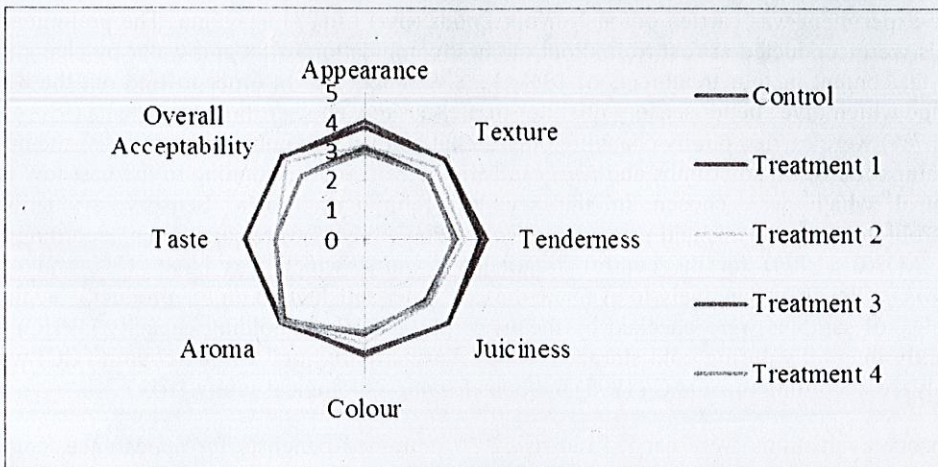 Appearance
5
4
3
2
1
0
Texture
Tenderness
Juiciness
Colour
Aroma
Taste
Overall
Acceptability
Control
Treatment 1
Treatment 2
Treatment 3
Treatment 4